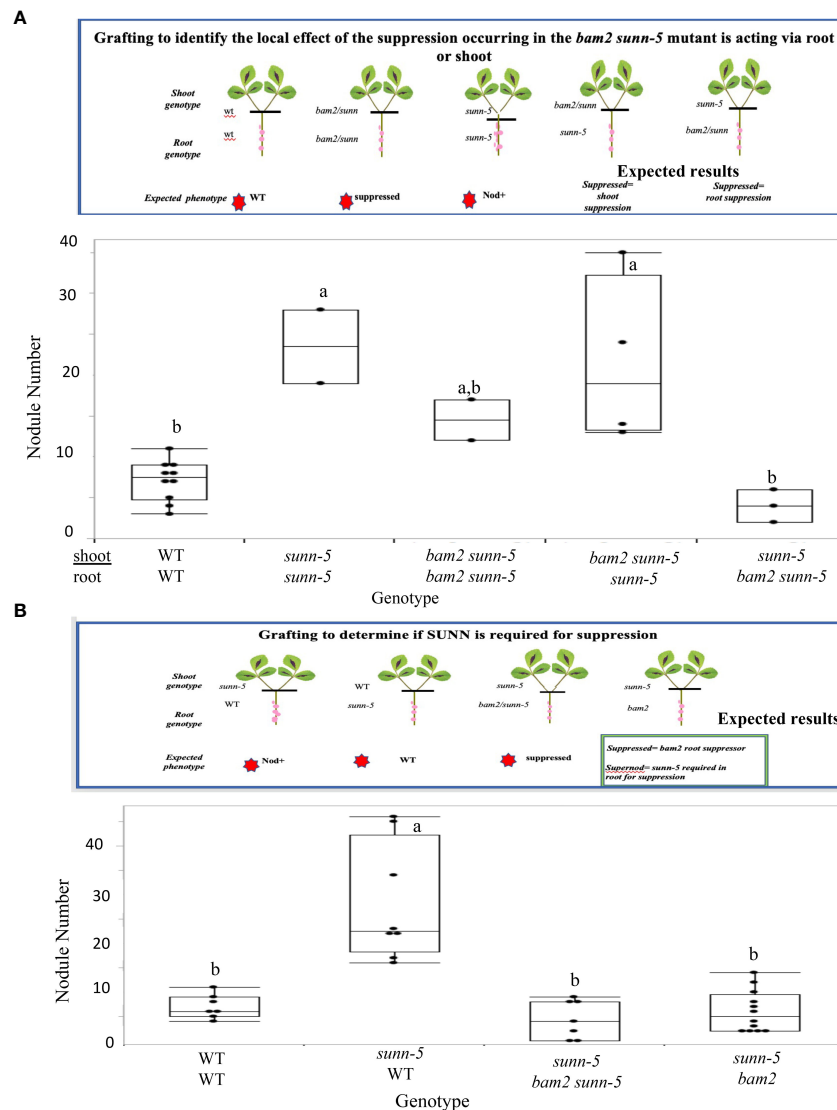 A
Grafting to identify the local effect of the suppression occurring in the bam2 sunn-5 mutant is acting via root
or shoot
Shoot
genotype
wt
bam2/sunn
sunn-5
bam2/sunn
sunn-5
Root
genotype
wt
bam2/sunn
sunn-5
sunn-5
bam2/sunn
Expected results
Expected phenotype
WT
suppressed
Nod+
Suppressed=
shoot
suppression
Suppressed=
root suppression
Nodule Number
40
30
20
10
0
b
a
a,b
a
b
shoot WT sunn-5 bam2 sunn-5 bam2 sunn-5 sunn-5
root WT sunn-5 bam2 sunn-5 sunn-5 bam2 sunn-5
Genotype
B
Grafting to determine if SUNN is required for suppression
Shoot
genotype
sunn-5
WT
sunn-5
sunn-5
Root
genotype
WT
sunn-5
bam2/sunn-5
bam2
Expected results
Expected
phenotype
Nod+
WT
suppressed
Suppressed= bam2 root suppressor
Supernod= sunn-5 required in
root for suppression
Nodule Number
40
30
20
10
0
b
a
b
b
WT sunn-5 sunn-5 sunn-5
WT WT bam2 sunn-5 bam2
Genotype